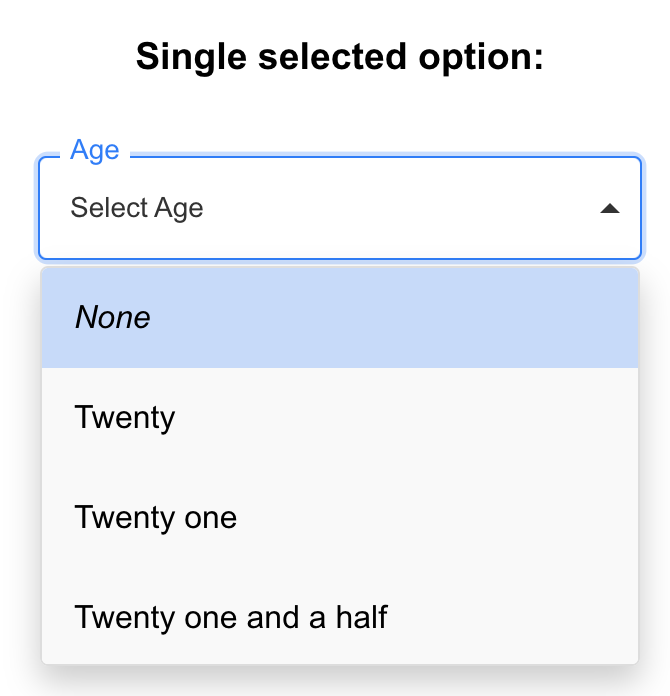 Single selected option:
Age
Select Age
None
Twenty
Twenty one
Twenty one and a half